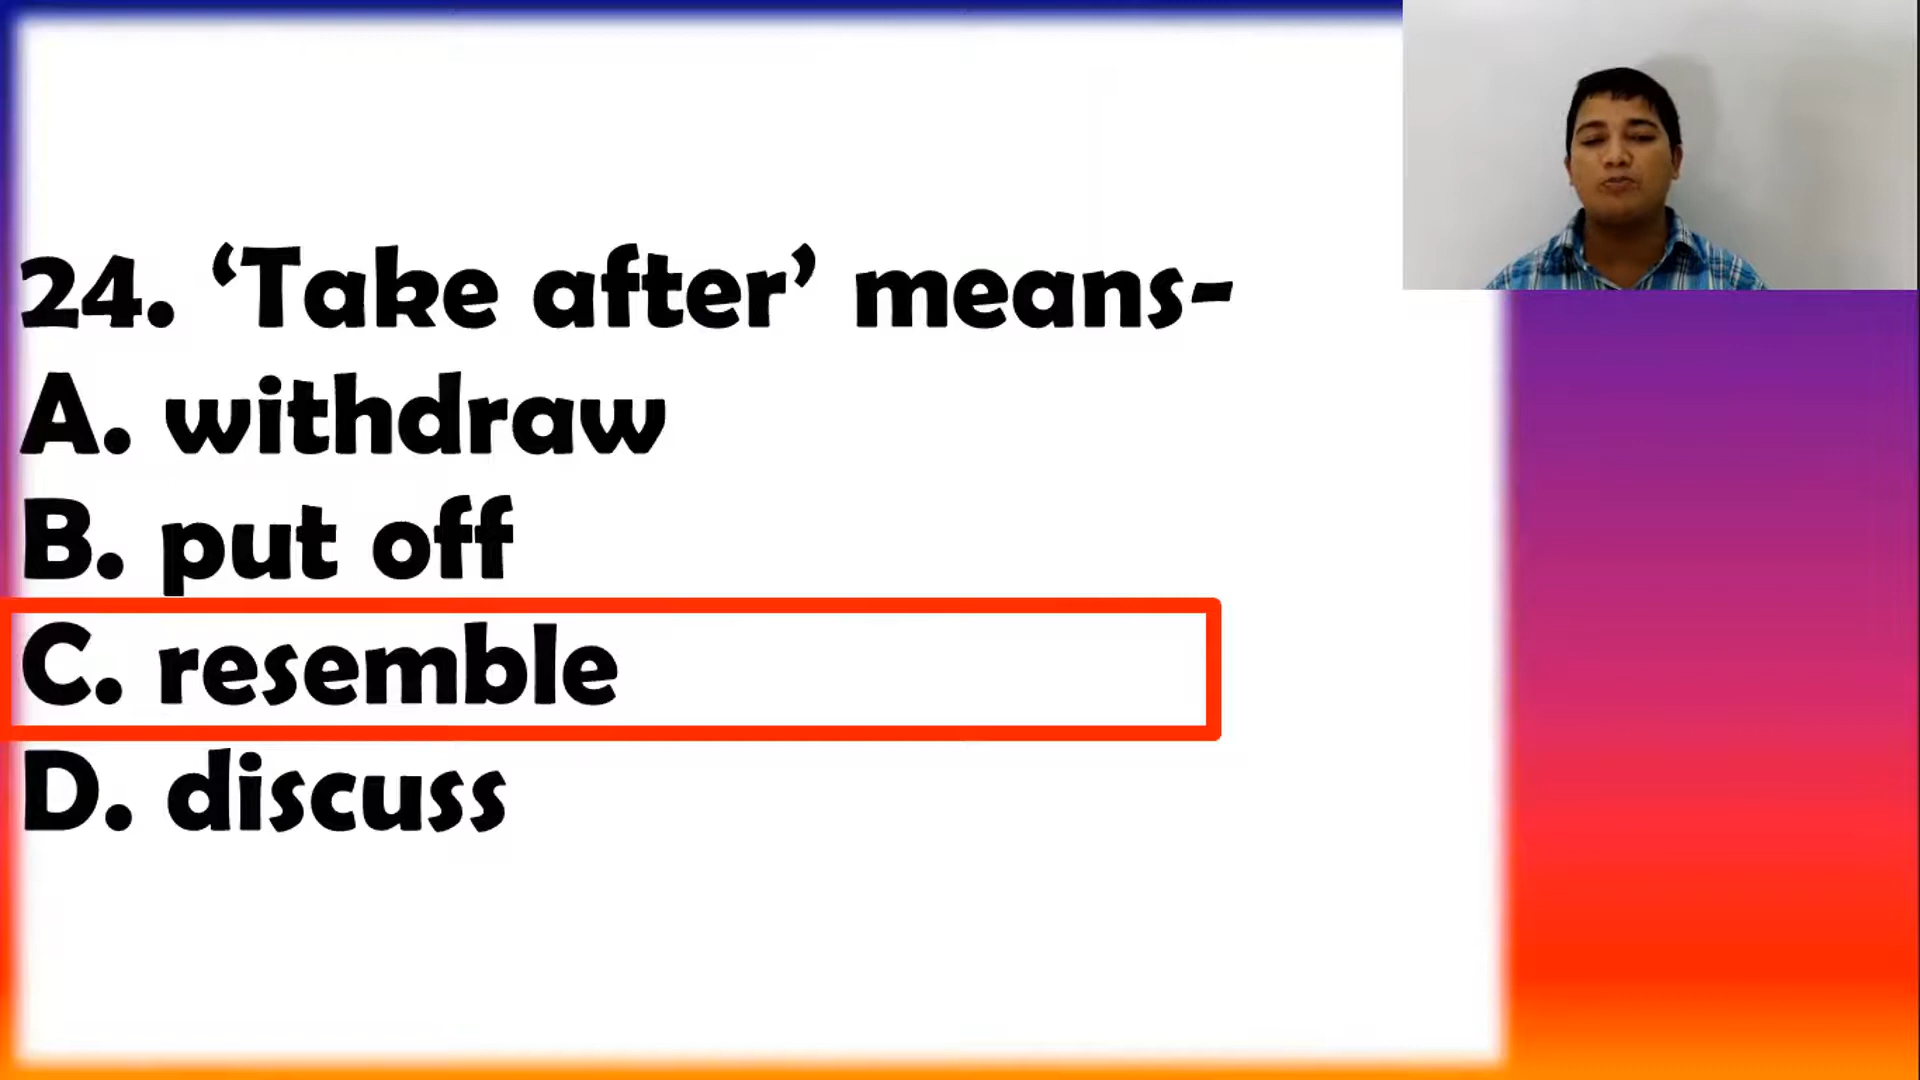 24. ‘Take after’ means-
A. withdraw
B. put off
C. resemble
D. discuss